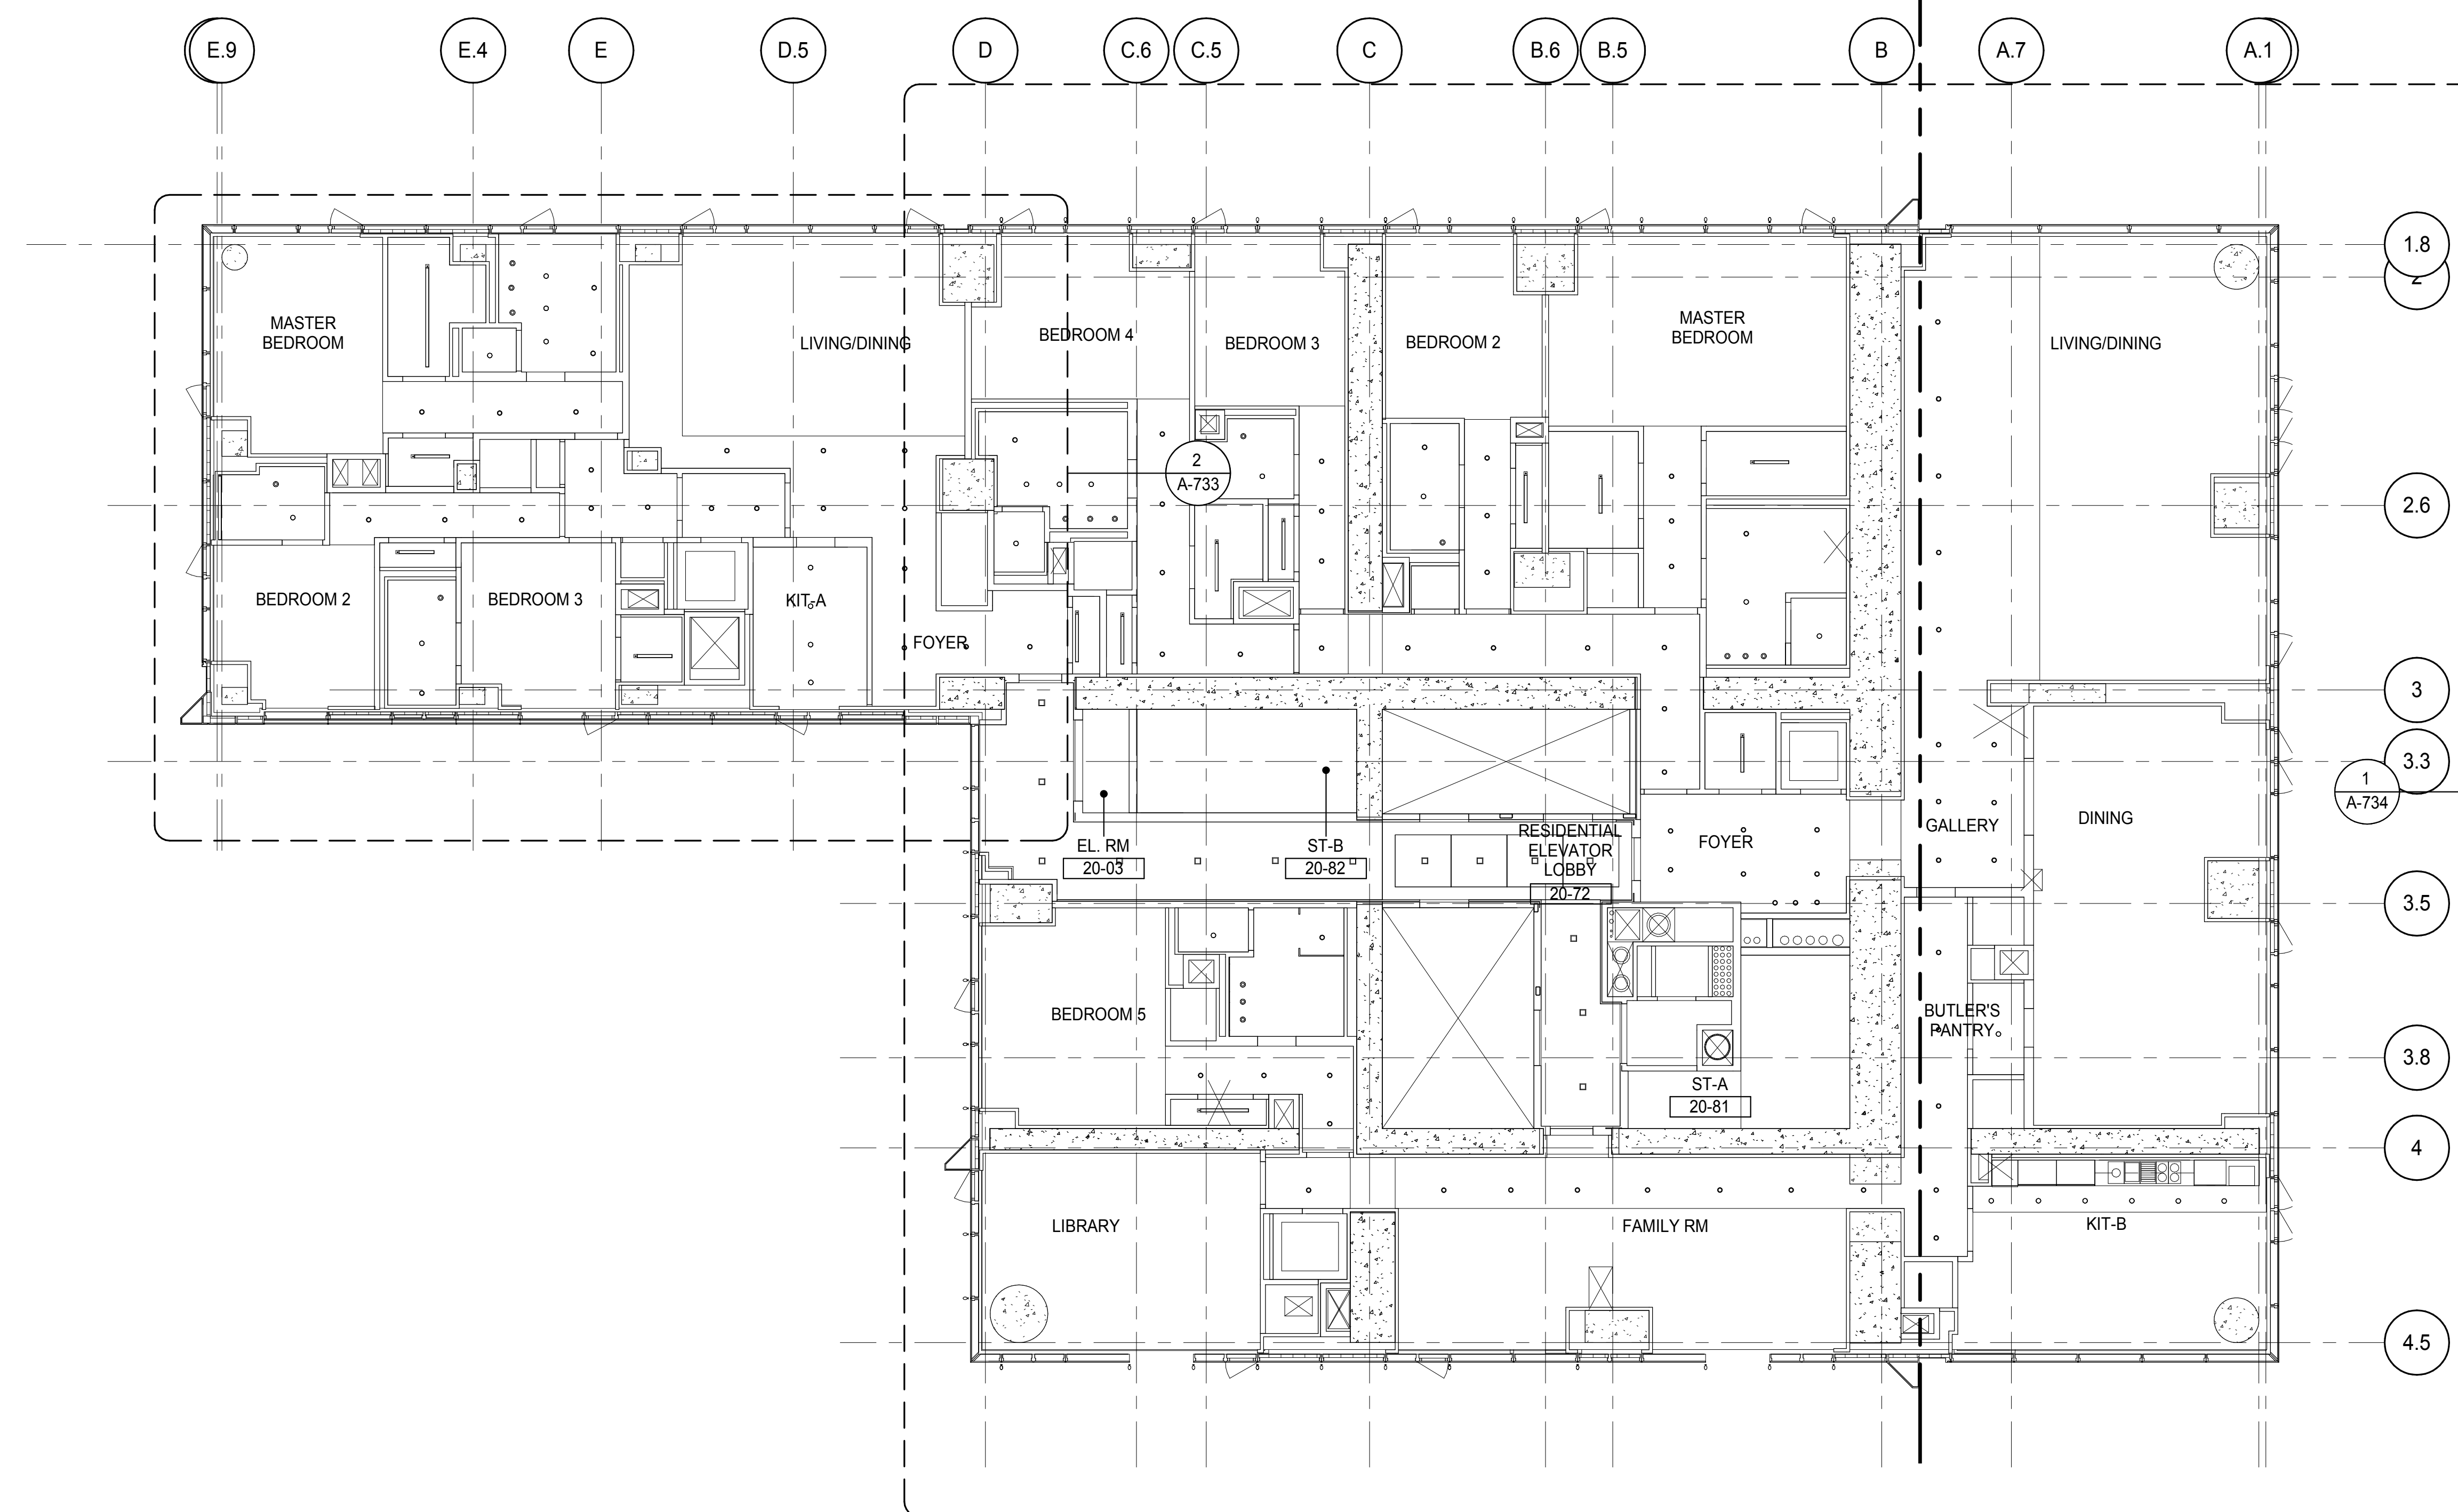 E.9
E.4
E
D.5
D
C.6
C.5
C
B.6
B.5
B
A.7
A.1
1.8
2
MASTER
BEDROOM
LIVING/DINING
BEDROOM 4
BEDROOM 3
BEDROOM 2
MASTER
BEDROOM
LIVING/DINING
2
A-733
2.6
BEDROOM 2
BEDROOM 3
KIT-A
FOYER
3
3.3
1
A-734
EL. RM
20-03
ST-B
20-82
RESIDENTIAL
ELEVATOR
LOBBY
20-72
FOYER
GALLERY
DINING
3.5
BEDROOM 5
BUTLER'S
PANTRY
3.8
ST-A
20-81
4
LIBRARY
FAMILY RM
KIT-B
4.5